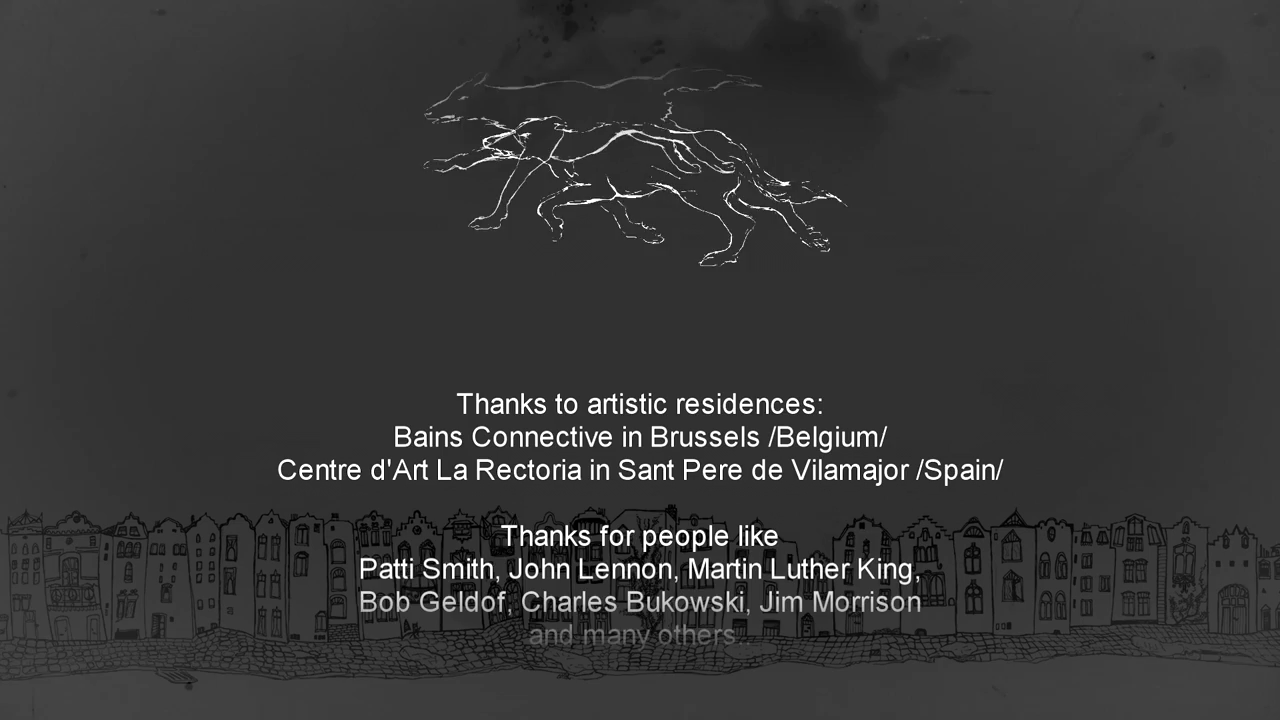 Thanks to artistic residences:
Bains Connective in Brussels /Belgium/
Centre d'Art La Rectoria in Sant Pere de Vilamajor /Spain/
Thanks for people like
Patti Smith, John Lennon, Martin Luther King,
Bob Geldof, Charles Bukowski, Jim Morrison
and many others..